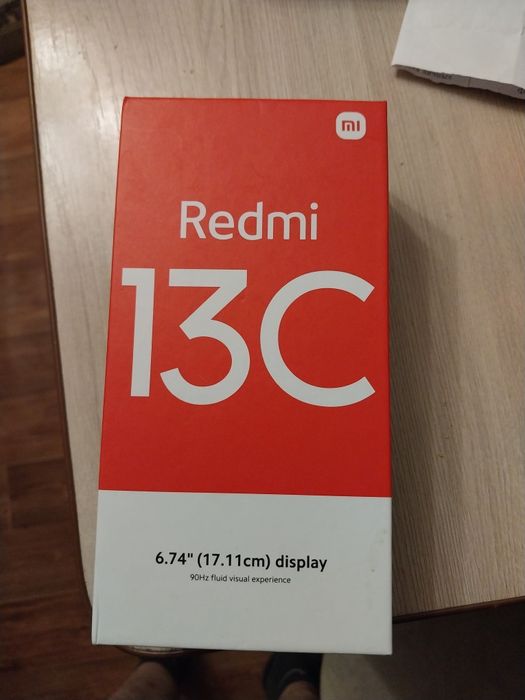 mi
Redmi
13C
6.74" (17.11cm) display
90Hz fluid visual experience